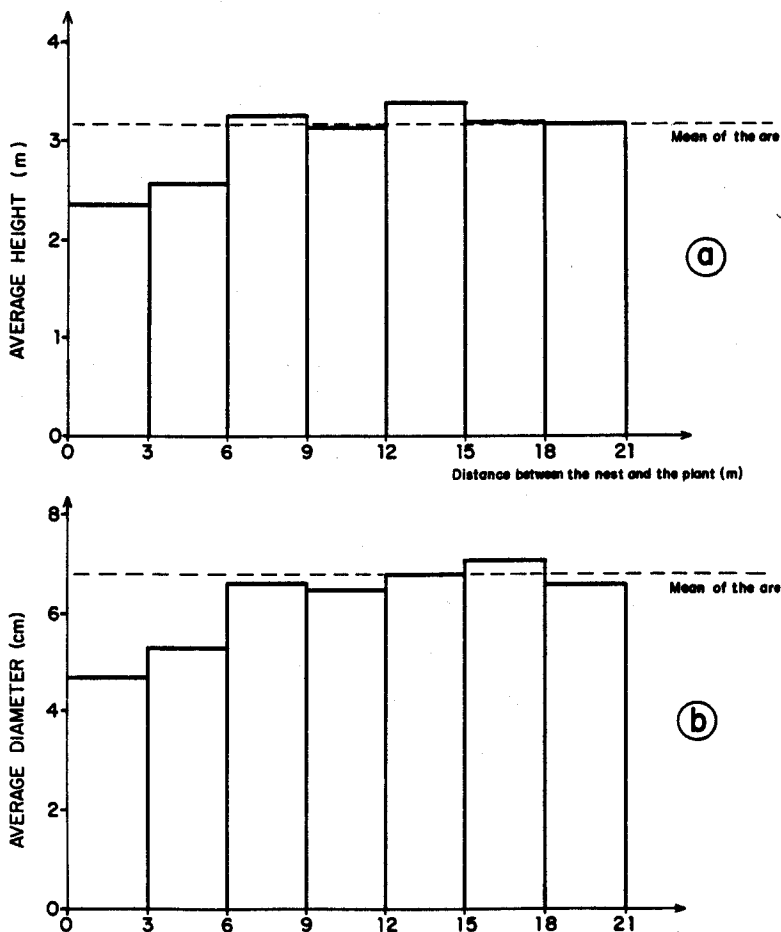 4
3
2
1
0
AVERAGE HEIGHT (m)
Mean of the are
a
0 3 6 9 12 15 18 21
Distance between the nest and the plant (m)
8
6
4
2
0
AVERAGE DIAMETER (cm)
Mean of the are
b
0 3 6 9 12 15 18 21